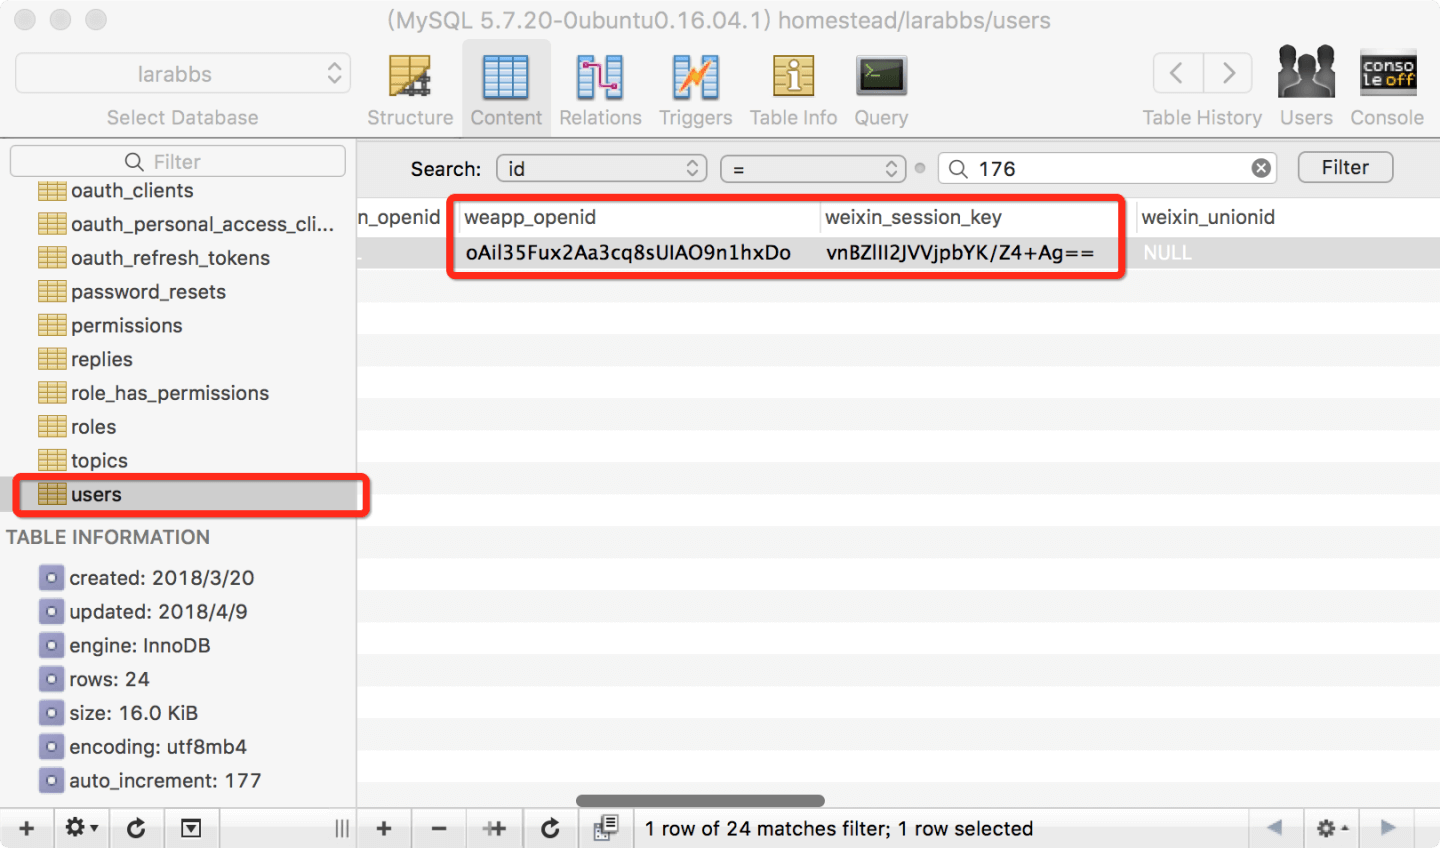 (MySQL 5.7.20-0ubuntu0.16.04.1) homestead/larabbs/users
larabbs
Select Database
Structure
Content
Relations
Triggers
Table Info
Query
Table History
Users
conso
le off
Console
Filter
oauth_clients
oauth_personal_access_cli...
oauth_refresh_tokens
password_resets
permissions
replies
role_has_permissions
roles
topics
users
TABLE INFORMATION
created: 2018/3/20
updated: 2018/4/9
engine: InnoDB
rows: 24
size: 16.0 KiB
encoding: utf8mb4
auto_increment: 177
Search: id = 176 Filter
n_openid weapp_openid weixin_session_key weixin_unionid
oAil35Fux2Aa3cq8sUIAO9n1hxDo vnBZlII2JVVjpbYK/Z4+Ag== NULL
1 row of 24 matches filter; 1 row selected